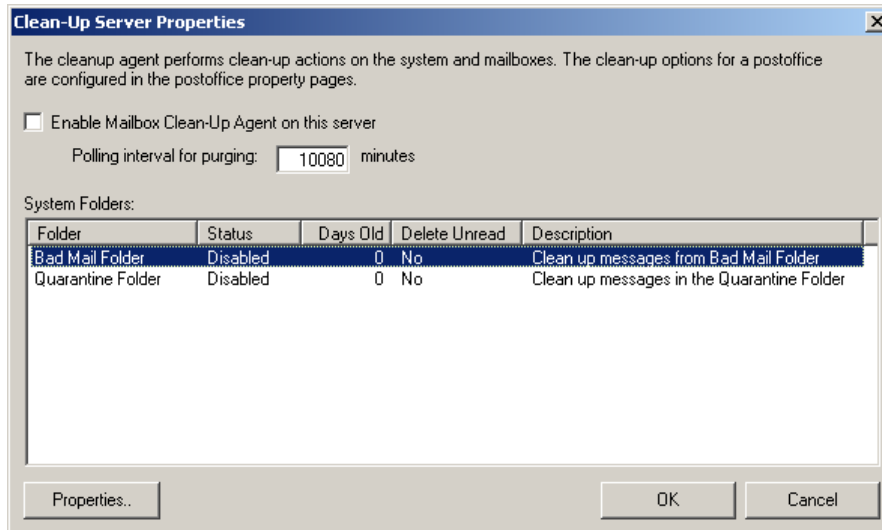 Clean-Up Server Properties
The cleanup agent performs clean-up actions on the system and mailboxes. The clean-up options for a postoffice
are configured in the postoffice property pages.
Enable Mailbox Clean-Up Agent on this server
Polling interval for purging: 10080 minutes
System Folders:
Folder Status Days Old Delete Unread Description
Bad Mail Folder Disabled 0 No Clean up messages from Bad Mail Folder
Quarantine Folder Disabled 0 No Clean up messages in the Quarantine Folder
Properties.. OK Cancel